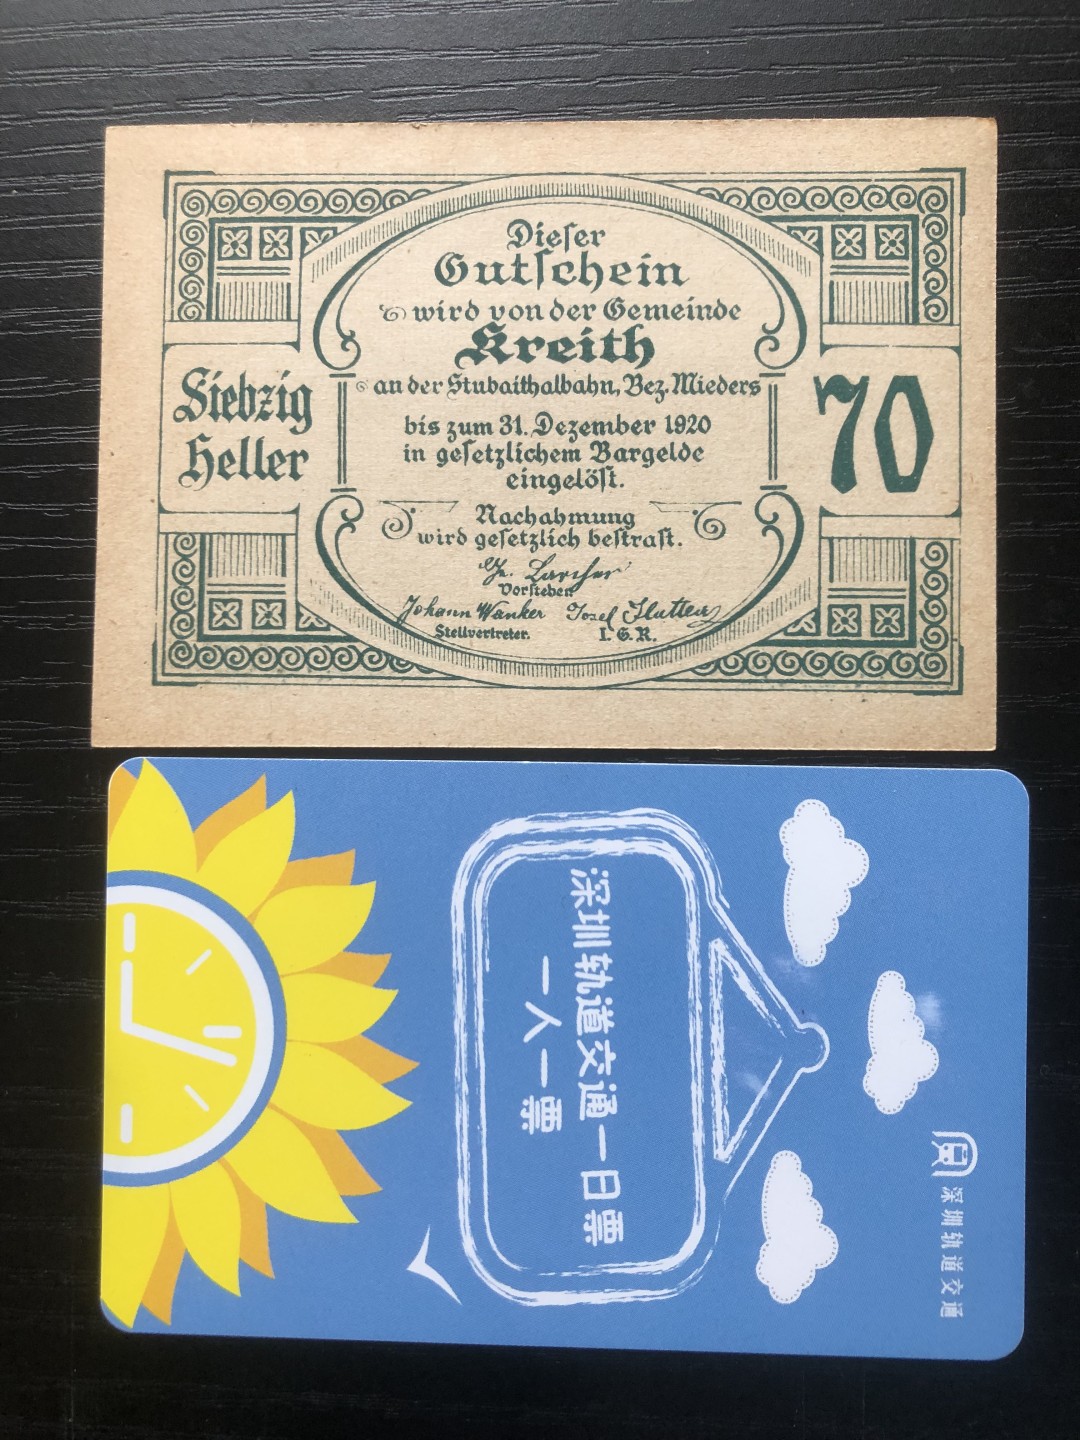 Dieser
Gutschein
wird von der Gemeinde
Kreith
an der Stubaithalbahn, Bez. Mieders
bis zum 31. Dezember 1920
in gesetzlichem Bargelde
eingelöst.
Nachahmung
wird gesetzlich bestraft.
Larcher
Vorsteher
Johann Wanker
Stellvertreter.
Josef
I. G. R.
Siebzig
Heller
70
深圳轨道交通一日票
一人一票
深圳轨道交通